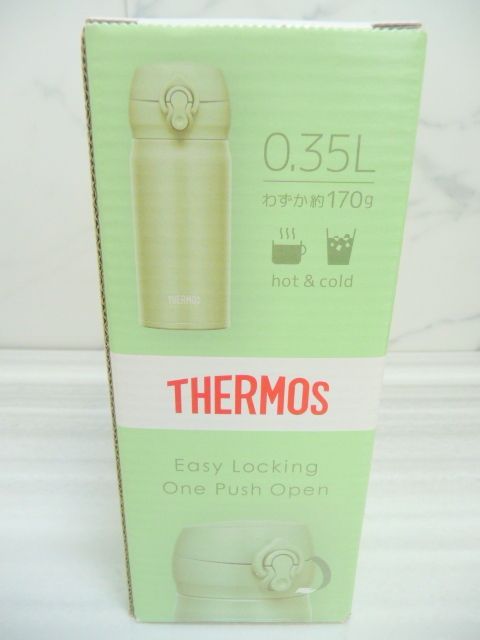 0.35L
わずか約170g
hot & cold
THERMOS
THERMOS
Easy Locking
One Push Open